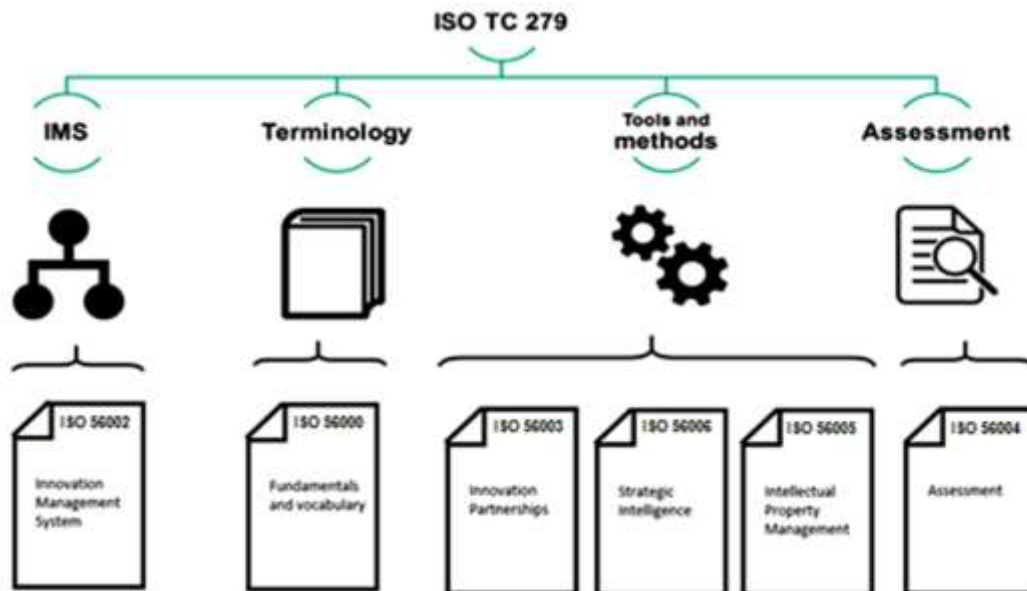 ISO TC 279
IMS
Terminology
Tools and
methods
Assessment
ISO 56002
Innovation
Management
System
ISO 56000
Fundamentals
and vocabulary
ISO 56003
Innovation
Partnerships
ISO 56006
Strategic
Intelligence
ISO 56005
Intellectual
Property
Management
ISO 56004
Assessment